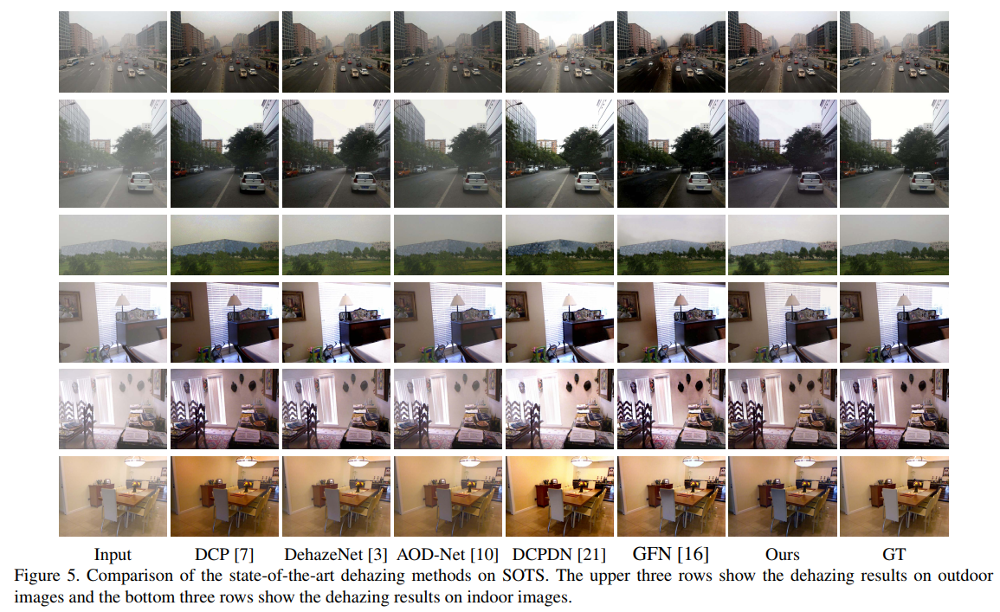 Input DCP [7] DehazeNet [3] AOD-Net [10] DCPDN [21] GFN [16] Ours GT
Figure 5. Comparison of the state-of-the-art dehazing methods on SOTS. The upper three rows show the dehazing results on outdoor
images and the bottom three rows show the dehazing results on indoor images.